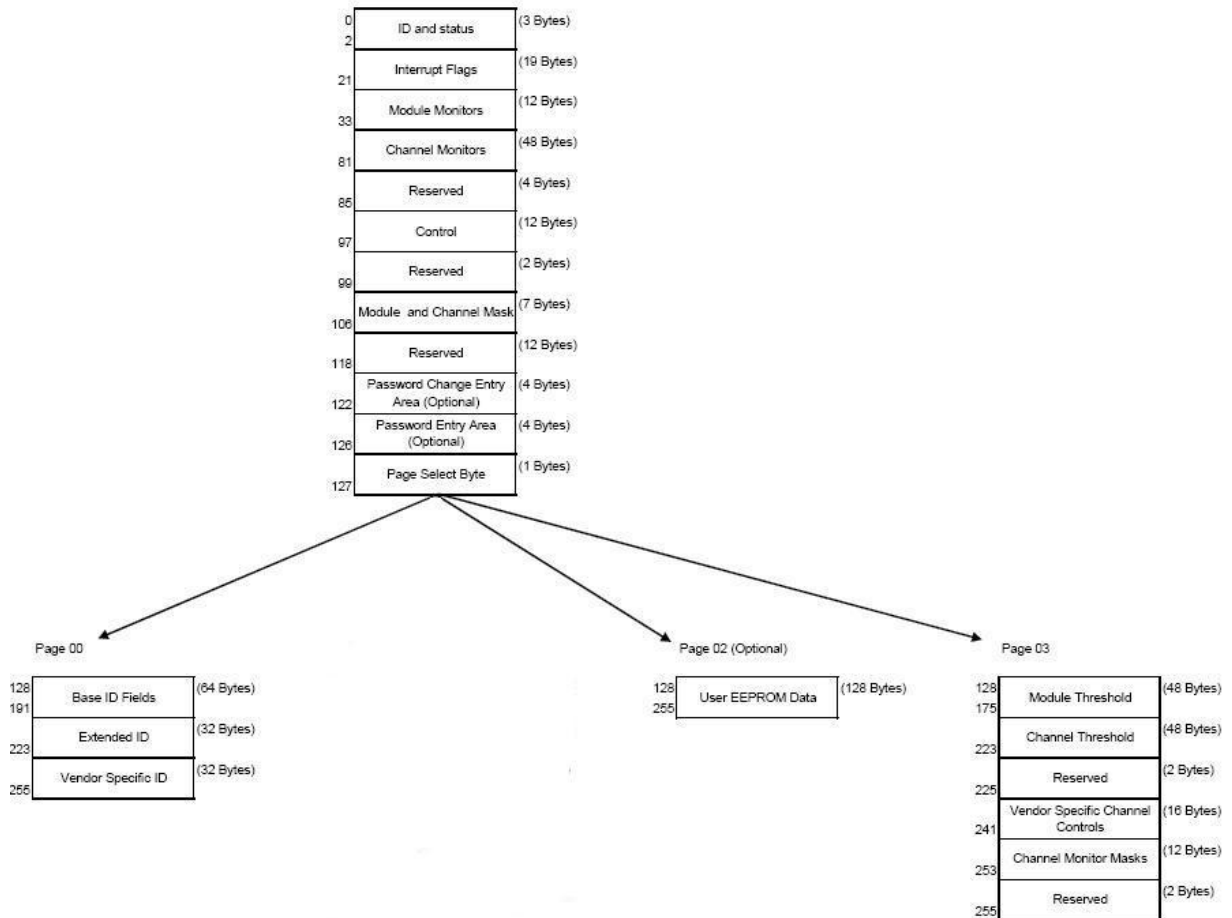 0
ID and status
(3 Bytes)
2
Interrupt Flags
(19 Bytes)
21
Module Monitors
(12 Bytes)
33
Channel Monitors
(48 Bytes)
81
Reserved
(4 Bytes)
85
Control
(12 Bytes)
97
Reserved
(2 Bytes)
99
Module and Channel Mask
(7 Bytes)
106
Reserved
(12 Bytes)
118
Password Change Entry
Area (Optional)
(4 Bytes)
122
Password Entry Area
(Optional)
(4 Bytes)
126
Page Select Byte
(1 Bytes)
127
Page 00
128
Base ID Fields
(64 Bytes)
191
Extended ID
(32 Bytes)
223
Vendor Specific ID
(32 Bytes)
255
Page 02 (Optional)
128
User EEPROM Data
(128 Bytes)
255
Page 03
128
Module Threshold
(48 Bytes)
175
Channel Threshold
(48 Bytes)
223
Reserved
(2 Bytes)
225
Vendor Specific Channel
Controls
(16 Bytes)
241
Channel Monitor Masks
(12 Bytes)
253
Reserved
(2 Bytes)
255